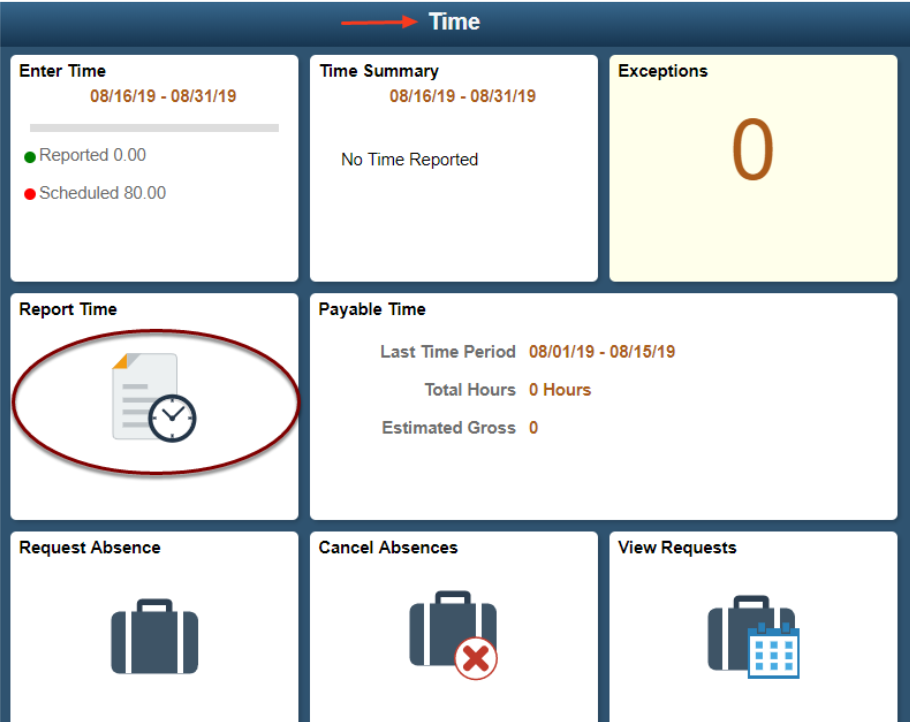 Time
Enter Time
08/16/19 - 08/31/19
Reported 0.00
Scheduled 80.00
Time Summary
08/16/19 - 08/31/19
No Time Reported
Exceptions
0
Report Time
Payable Time
Last Time Period 08/01/19 - 08/15/19
Total Hours 0 Hours
Estimated Gross 0
Request Absence
Cancel Absences
View Requests